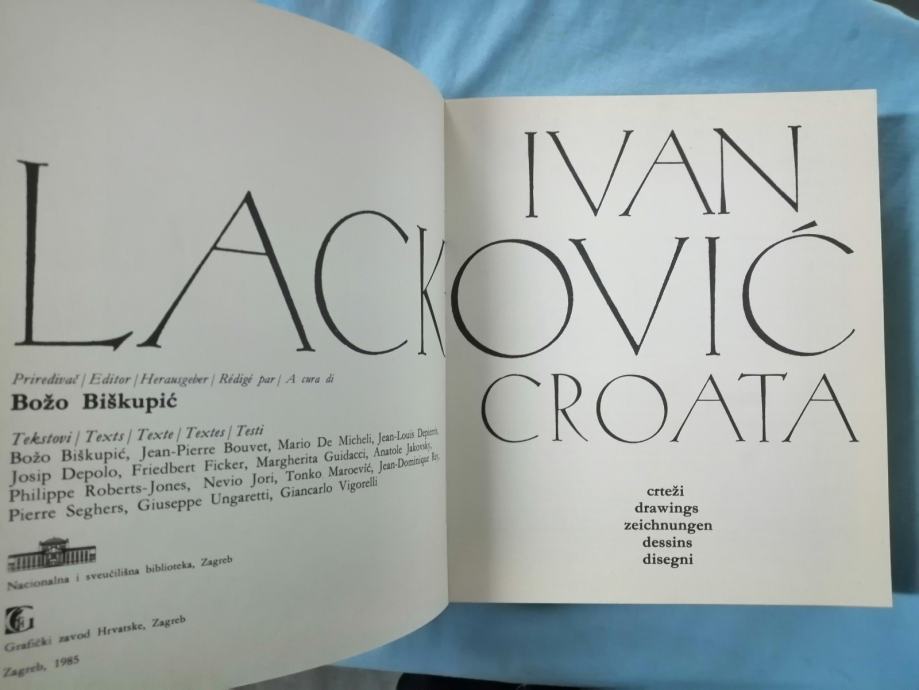 IVAN
LACKOVIĆ
CROATA
Priređivač / Editor / Herausgeber / Rédigé par / A cura di
Božo Biškupić
Tekstovi / Texts / Texte / Textes / Testi
Božo Biškupić, Jean-Pierre Bouvet, Mario De Micheli, Jean-Louis Depierris,
Josip Depolo, Friedbert Ficker, Margherita Guidacci, Anatole Jakovsky,
Philippe Roberts-Jones, Nevio Jori, Tonko Maroević, Jean-Dominique Rey,
Pierre Seghers, Giuseppe Ungaretti, Giancarlo Vigorelli
Nacionalna i sveučilišna biblioteka, Zagreb
Grafički zavod Hrvatske, Zagreb
Zagreb, 1985
crteži
drawings
zeichnungen
dessins
disegni